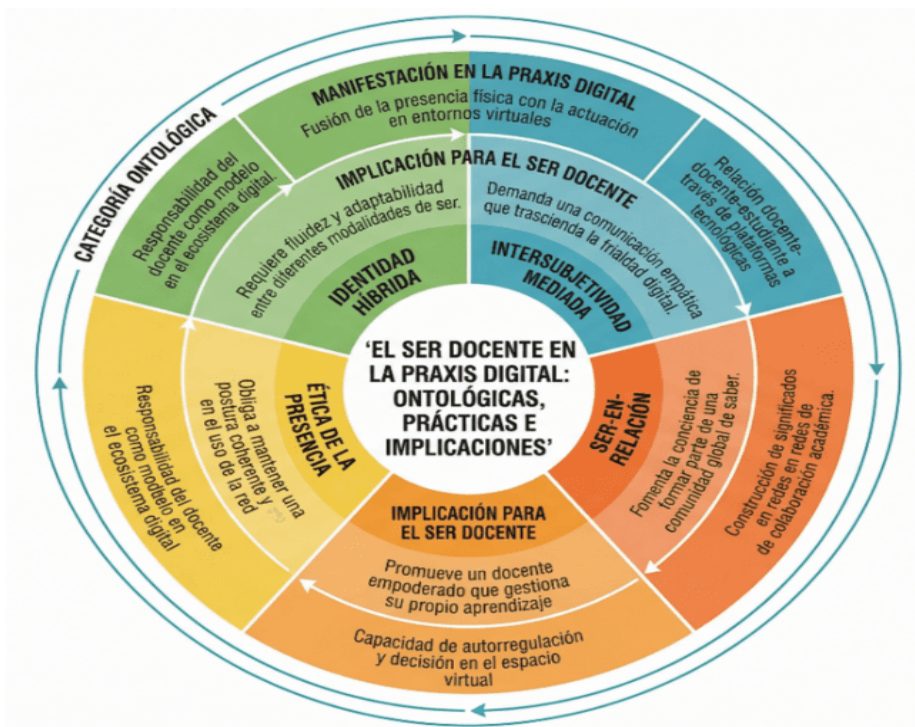 CATEGORÍA ONTOLÓGICA
MANIFESTACIÓN EN LA PRAXIS DIGITAL
Fusión de la presencia física con la actuación
en entornos virtuales
IMPLICACIÓN PARA EL SER DOCENTE
Requiere fluidez y adaptabilidad
entre diferentes modalidades de ser.
IDENTIDAD
HÍBRIDA
Responsabilidad del
docente como modelo
en el ecosistema digital.
Demanda una comunicación empática
que trascienda la frialdad digital.
INTERSUBJETIVIDAD
MEDIADA
Relación docente-
docente-estudiante a
través de plataformas
tecnológicas
'EL SER DOCENTE EN
LA PRAXIS DIGITAL:
ONTOLÓGICAS,
PRÁCTICAS E
IMPLICACIONES'
SER-EN-
RELACIÓN
Fomenta la conciencia de
formar parte de una
comunidad global de saber.
Construcción de significados
en redes en redes de
de colaboración académica.
IMPLICACIÓN PARA
EL SER DOCENTE
Promueve un docente
empoderado que gestiona
su propio aprendizaje
Capacidad de autorregulación
y decisión en el espacio
virtual
ÉTICA DE LA
PRESENCIA
Obliga a mantener una
postura coherente y
en el uso de la red
Responsabilidad del docente
como modbelo en
el ecosistema digital